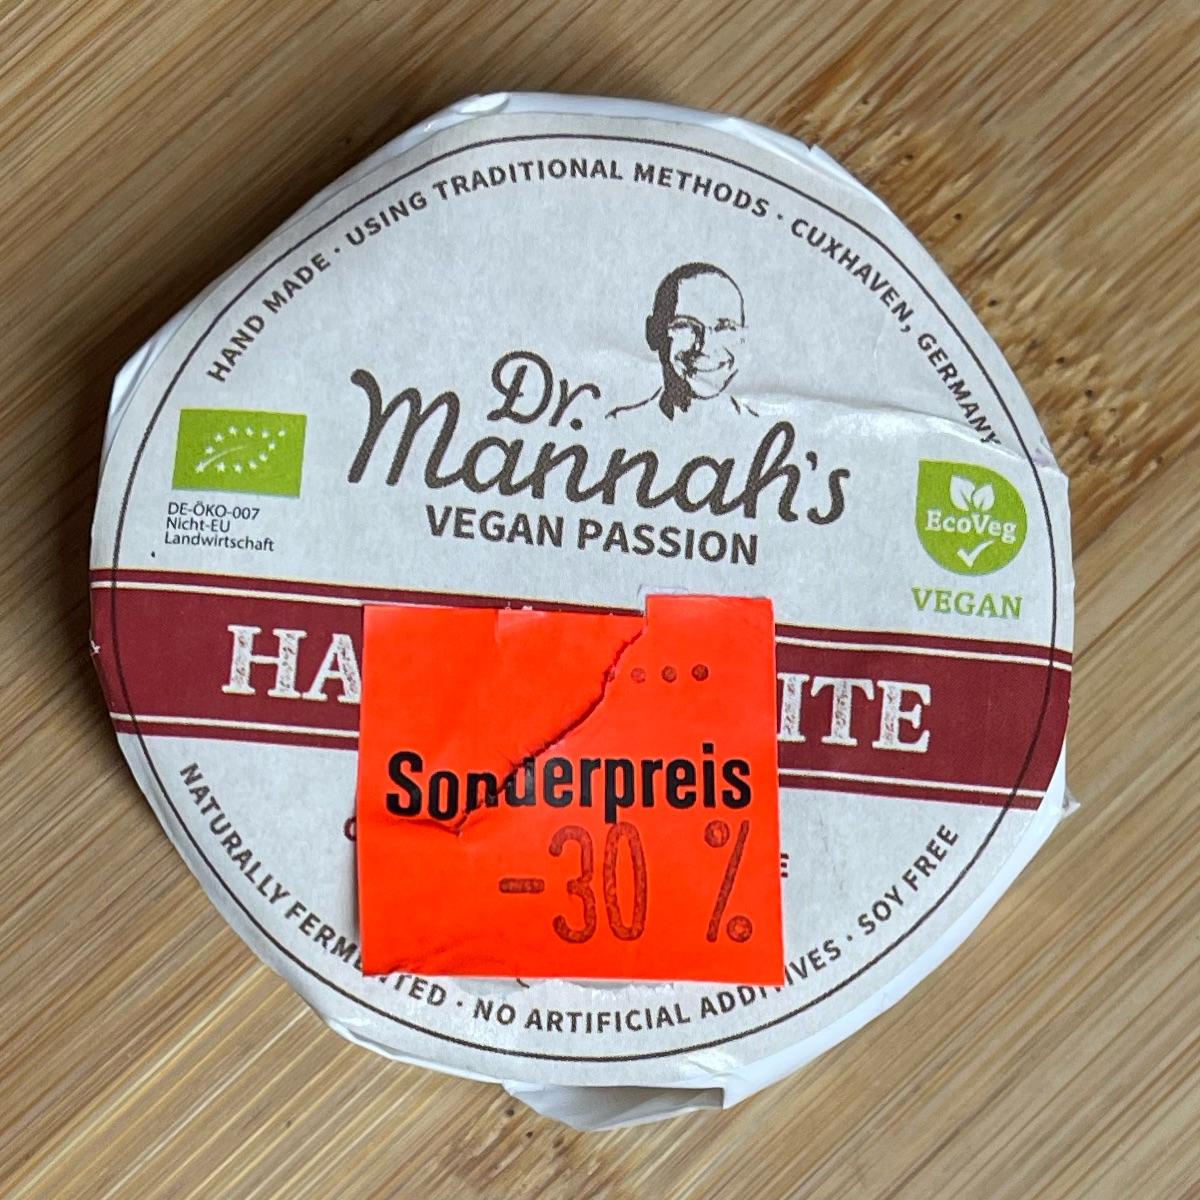 HAND MADE · USING TRADITIONAL METHODS · CUXHAVEN, GERMANY
Dr.
Mannah's
VEGAN PASSION
DE-ÖKO-007
Nicht-EU
Landwirtschaft
EcoVeg
VEGAN
HA ITE
Sonderpreis
-30 %
NATURALLY FERMENTED · NO ARTIFICIAL ADDITIVES · SOY FREE